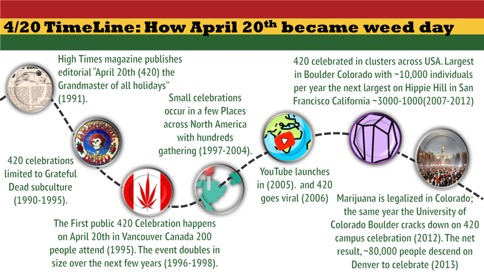 4/20 TimeLine: How April 20th became weed day
High Times magazine publishes
editorial "April 20th (420) the
Grandmaster of all holidays"
(1991).
420 celebrated in clusters across USA. Largest
in Boulder Colorado with ~10,000 individuals
per year the next largest on Hippie Hill in San
Francisco California ~3000-1000(2007-2012)
Small celebrations
occur in a few Places
across North America
with hundreds
gathering (1997-2004).
420 celebrations
limited to Grateful
Dead subculture
(1990-1995).
YouTube launches
in (2005). and 420
goes viral (2006)
The First public 420 Celebration happens
on April 20th in Vancouver Canada 200
people attend (1995). The event doubles in
size over the next few years (1996-1998).
Marijuana is legalized in Colorado;
the same year the University of
Colorado Boulder cracks down on 420
campus celebration (2012). The net
result, ~80,000 people descend on
Denver to celebrate (2013)